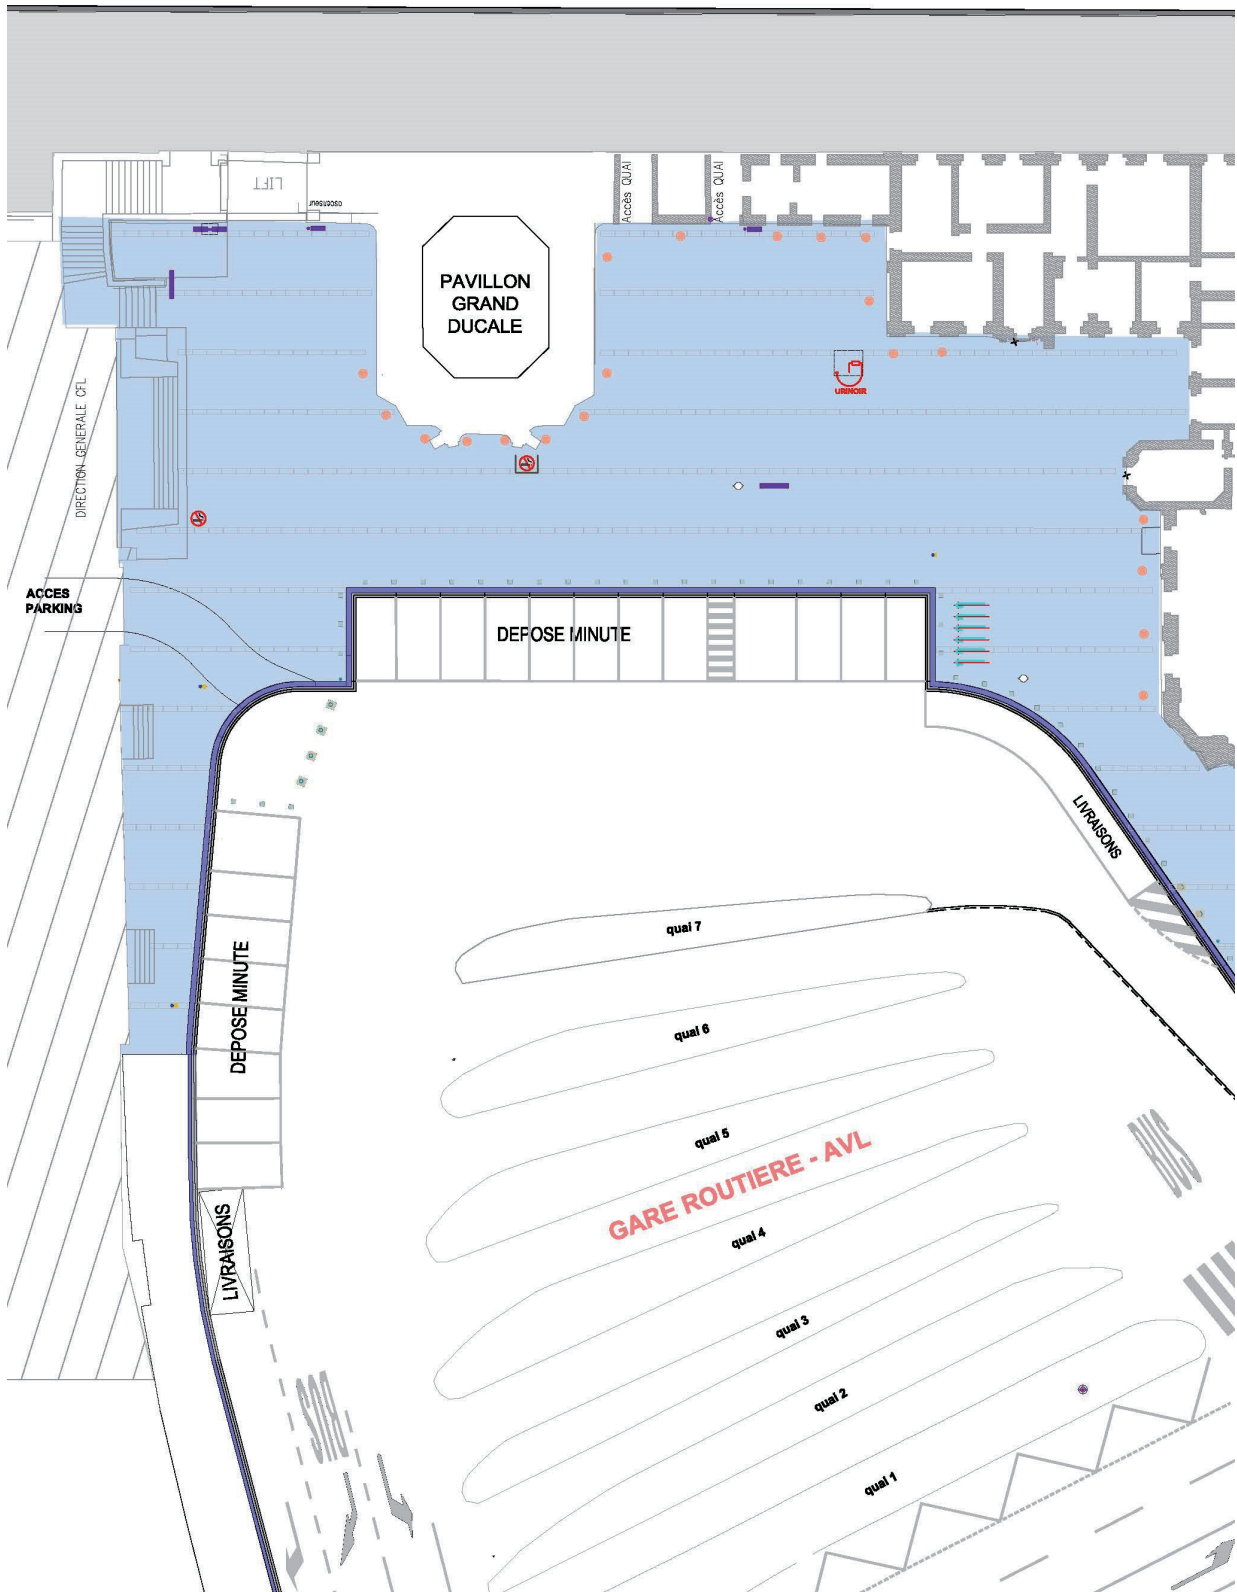 LIFT
ascenseur
Accès QUAI
Accès QUAI
PAVILLON
GRAND
DUCALE
URINOIR
DIRECTION GENERALE CFL
ACCES
PARKING
DEPOSE MINUTE
LIVRAISONS
quai 7
DEPOSE MINUTE
quai 6
quai 5
GARE ROUTIERE - AVL
quai 4
LIVRAISONS
quai 3
quai 2
quai 1
BUS
BUS